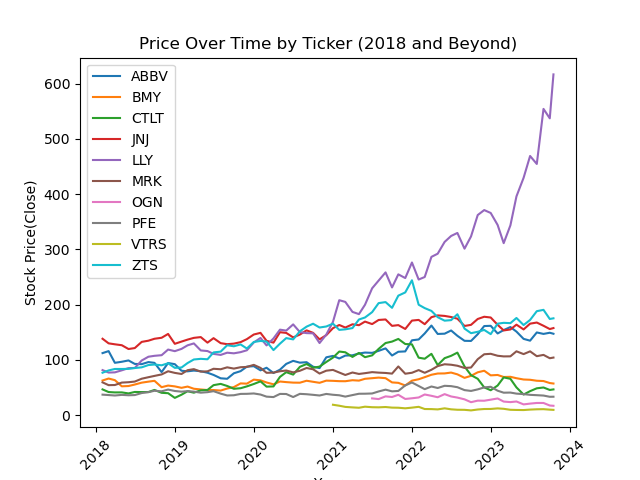 Price Over Time by Ticker (2018 and Beyond)
Stock Price(Close)
600
500
400
300
200
100
0
ABBV
BMY
CTLT
JNJ
LLY
MRK
OGN
PFE
VTRS
ZTS
2018
2019
2020
2021
2022
2023
2024